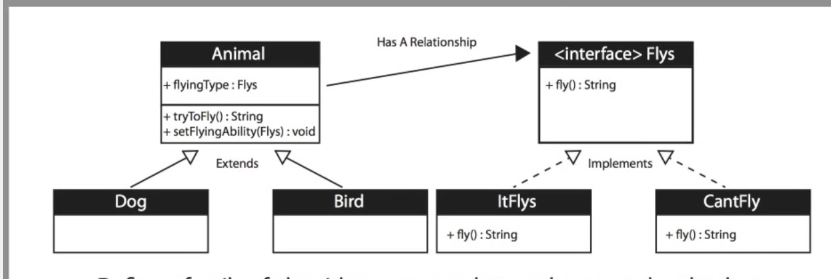 Has A Relationship
Animal
+ flyingType : Flys
+ tryToFly() : String
+ setFlyingAbility(Flys) : void
<interface> Flys
+ fly() : String
Extends
Implements
Dog
Bird
ItFlys
+ fly() : String
CantFly
+ fly() : String